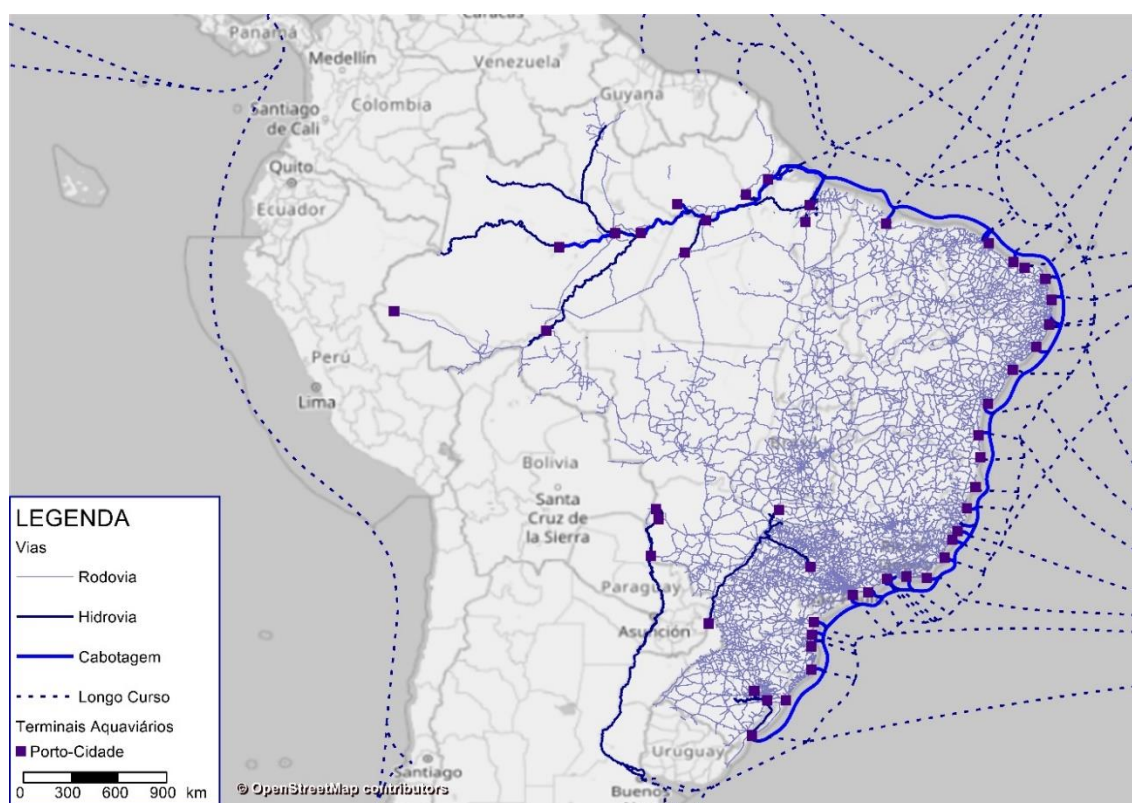 Caracas
Panamá
Medellín
Venezuela
Guyana
Santiago
de Cali
Colombia
Quito
Ecuador
Perú
Lima
Bolivia
Santa
Cruz de
la Sierra
Paraguay
Asunción
Uruguay
Santiago
Buenos
LEGENDA
Vias
Rodovia
Hidrovia
Cabotagem
Longo Curso
Terminais Aquaviários
Porto-Cidade
0 300 600 900 km
© OpenStreetMap contributors